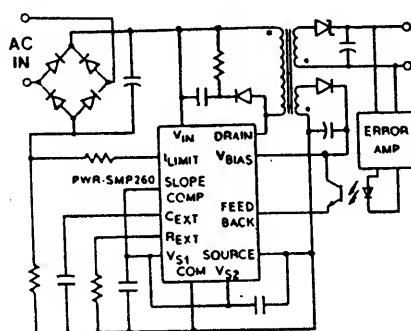 AC
IN
VIN
DRAIN
ILIMIT
VBIAS
PWR-SMP260
SLOPE
COMP
CEXT
FEED
BACK
REXT
VS1
SOURCE
COM
VS2
ERROR
AMP